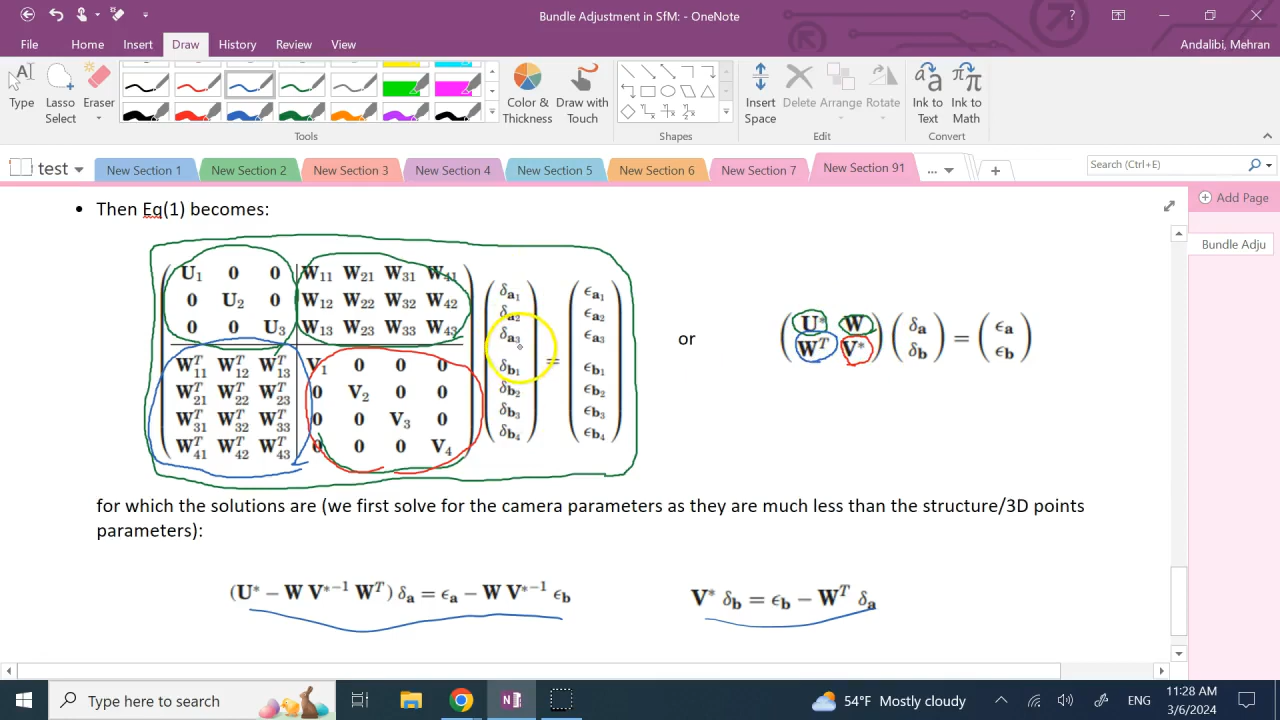 Bundle Adjustment in SfM: - OneNote
Andalibi, Mehran
File Home Insert Draw History Review View
Type
Lasso Select
Eraser
Color & Thickness
Draw with Touch
Insert Space
Delete
Arrange
Rotate
Ink to Text
Ink to Math
Tools
Shapes
Edit
Convert
test
New Section 1
New Section 2
New Section 3
New Section 4
New Section 5
New Section 6
New Section 7
New Section 91
...
Search (Ctrl+E)
Add Page
Bundle Adju
• Then Eq(1) becomes:
U₁ 0 0 W₁₁ W₂₁ W₃₁ W₄₁ δa₁ ϵa₁
0 U₂ 0 W₁₂ W₂₂ W₃₂ W₄₂ δa₂ ϵa₂
0 0 U₃ W₁₃ W₂₃ W₃₃ W₄₃ δa₃ ϵa₃
W₁₁ᵀ W₁₂ᵀ W₁₃ᵀ V₁ 0 0 0 δb₁ = ϵb₁
W₂₁ᵀ W₂₂ᵀ W₂₃ᵀ 0 V₂ 0 0 δb₂ ϵb₂
W₃₁ᵀ W₃₂ᵀ W₃₃ᵀ 0 0 V₃ 0 δb₃ ϵb₃
W₄₁ᵀ W₄₂ᵀ W₄₃ᵀ 0 0 0 V₄ δb₄ ϵb₄
or
( U* W ) ( δa ) = ( ϵa )
( Wᵀ V* ) ( δb ) ( ϵb )
for which the solutions are (we first solve for the camera parameters as they are much less than the structure/3D points
parameters):
(U* − W V*⁻¹ Wᵀ) δa = ϵa − W V*⁻¹ ϵb
V* δb = ϵb − Wᵀ δa
Type here to search
54°F Mostly cloudy
ENG
11:28 AM
3/6/2024